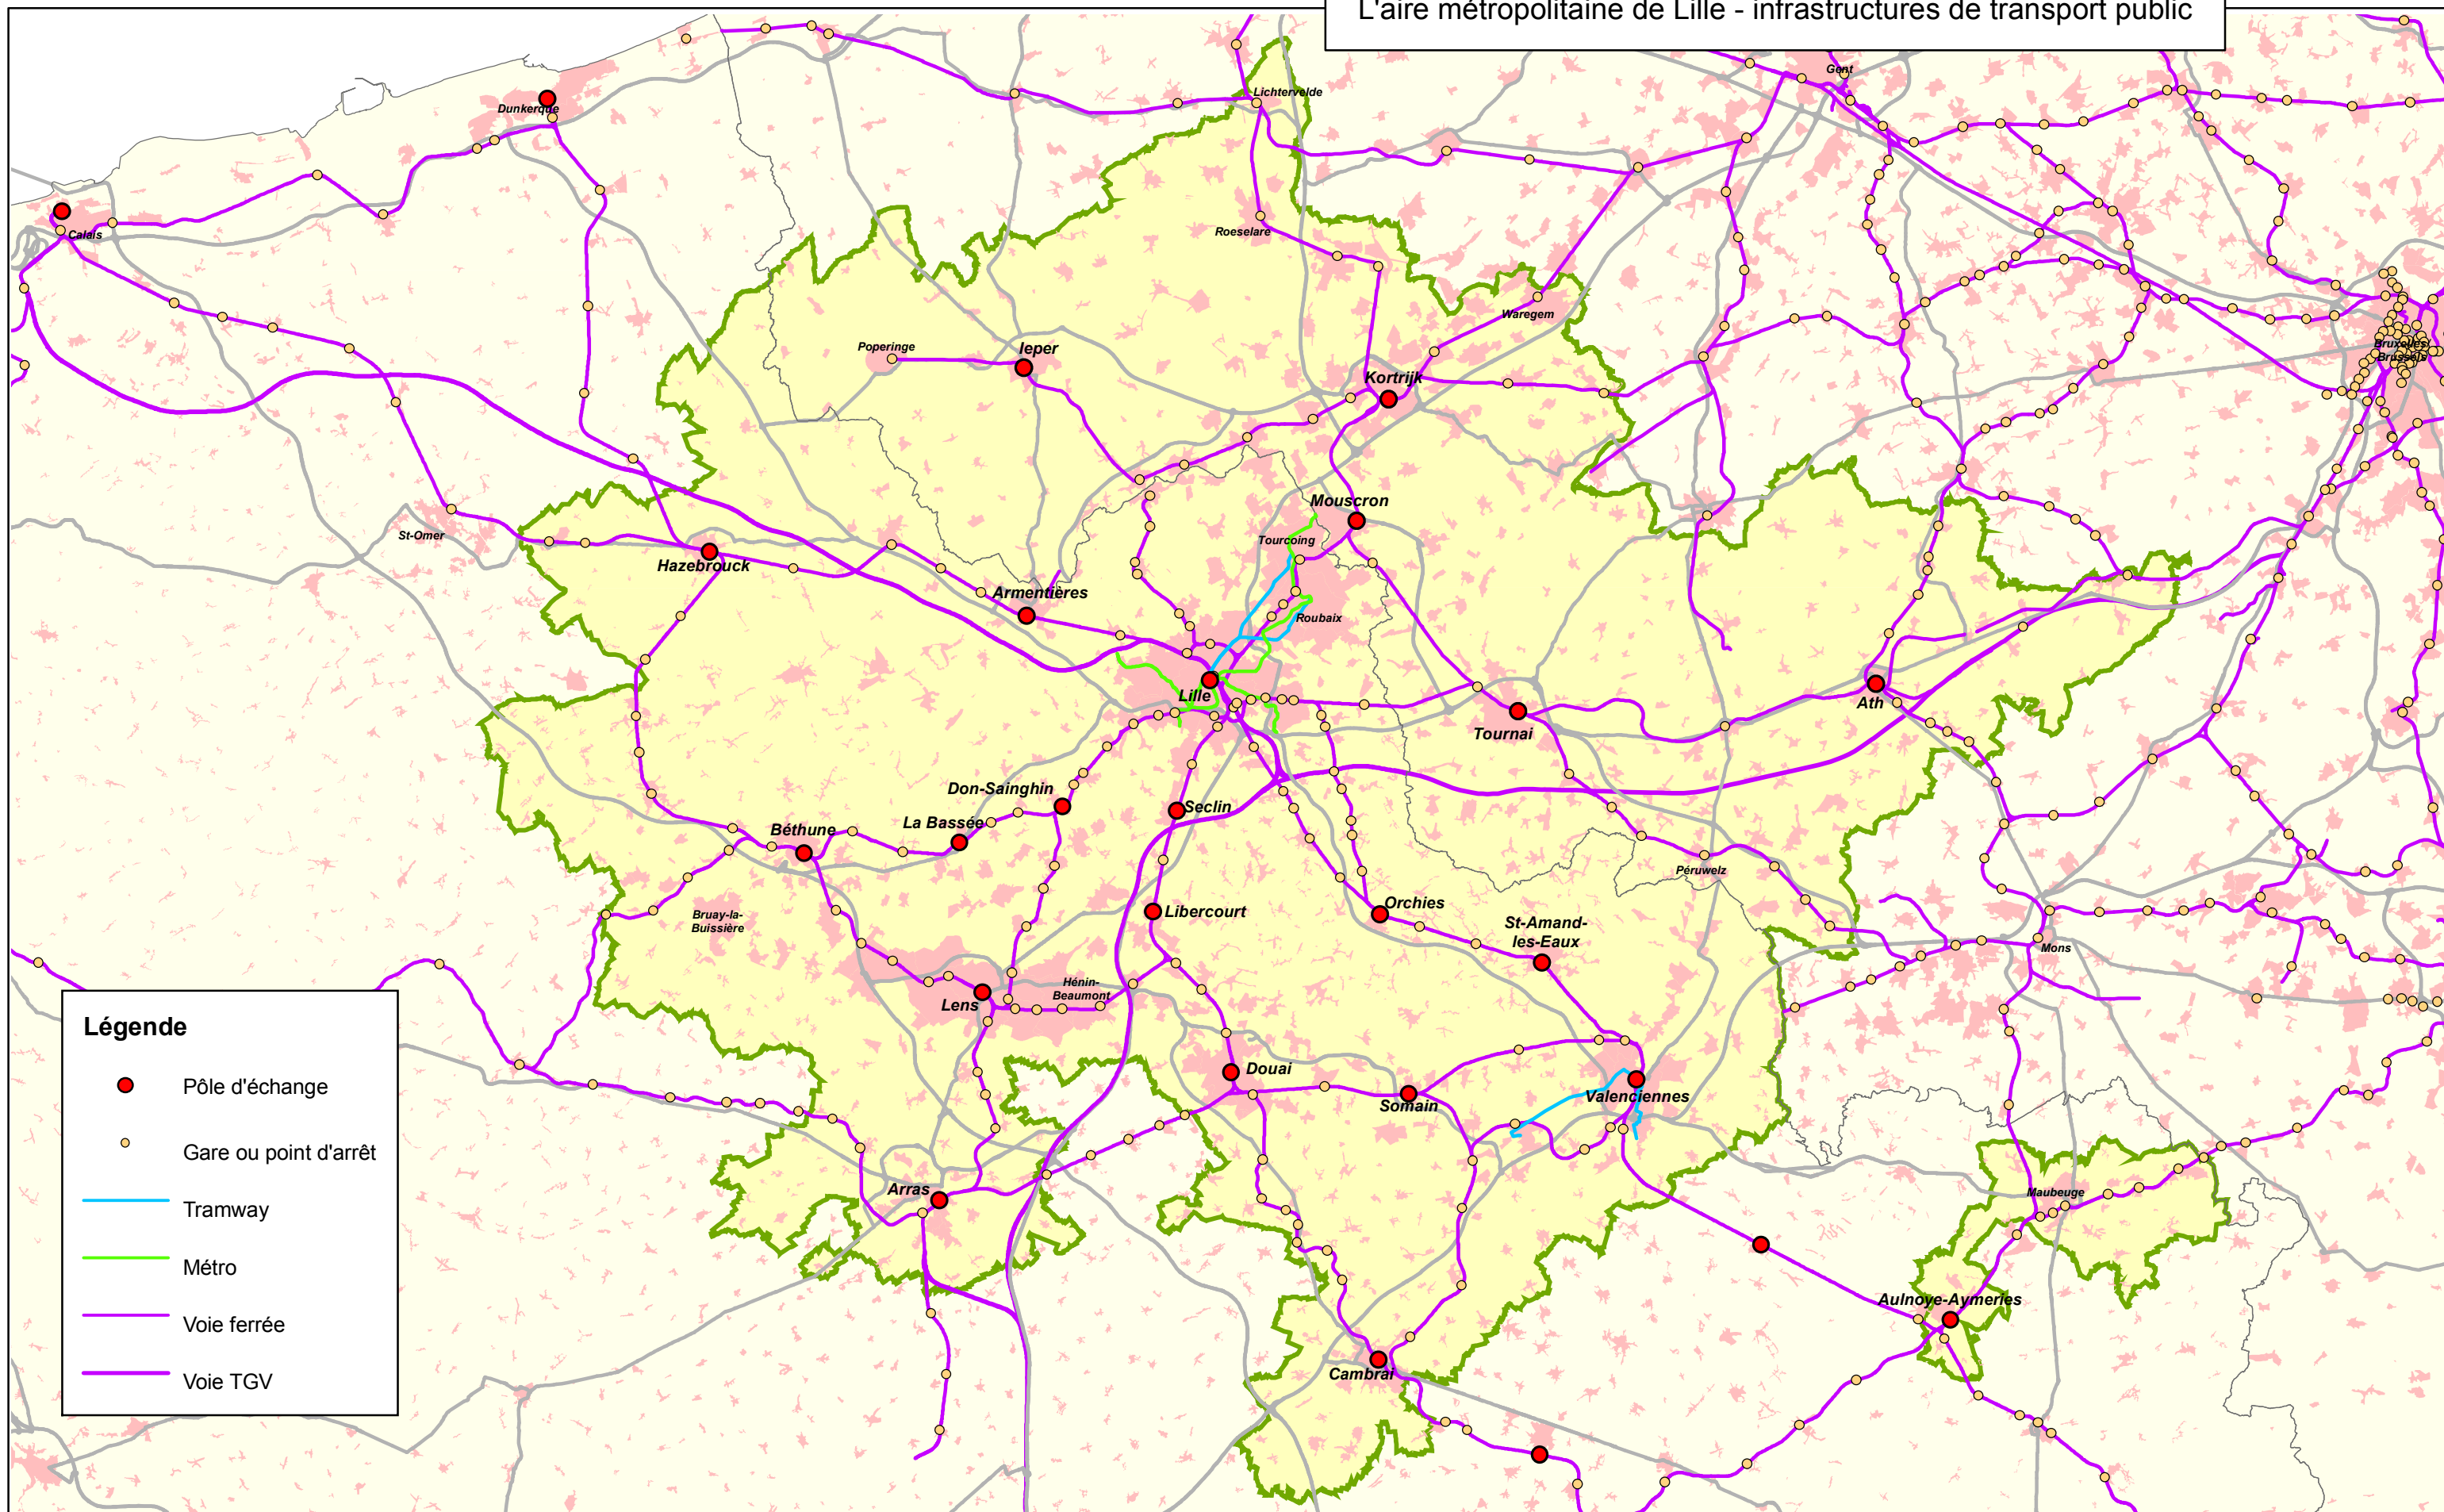 L'aire métropolitaine de Lille - infrastructures de transport public
Gent
Dunkerque
Lichtervelde
Calais
Roeselare
Waregem
Poperinge
Ieper
Bruxelles/
Brussels
Kortrijk
Mouscron
St-Omer
Tourcoing
Hazebrouck
Armentières
Roubaix
Lille
Ath
Tournai
Don-Sainghin
Seclin
La Bassée
Béthune
Péruwelz
Orchies
Libercourt
Bruay-la-
Buissière
St-Amand-
les-Eaux
Mons
Hénin-
Beaumont
Lens
Douai
Somain
Valenciennes
Arras
Maubeuge
Aulnoye-Aymeries
Cambrai
Légende
Pôle d'échange
Gare ou point d'arrêt
Tramway
Métro
Voie ferrée
Voie TGV